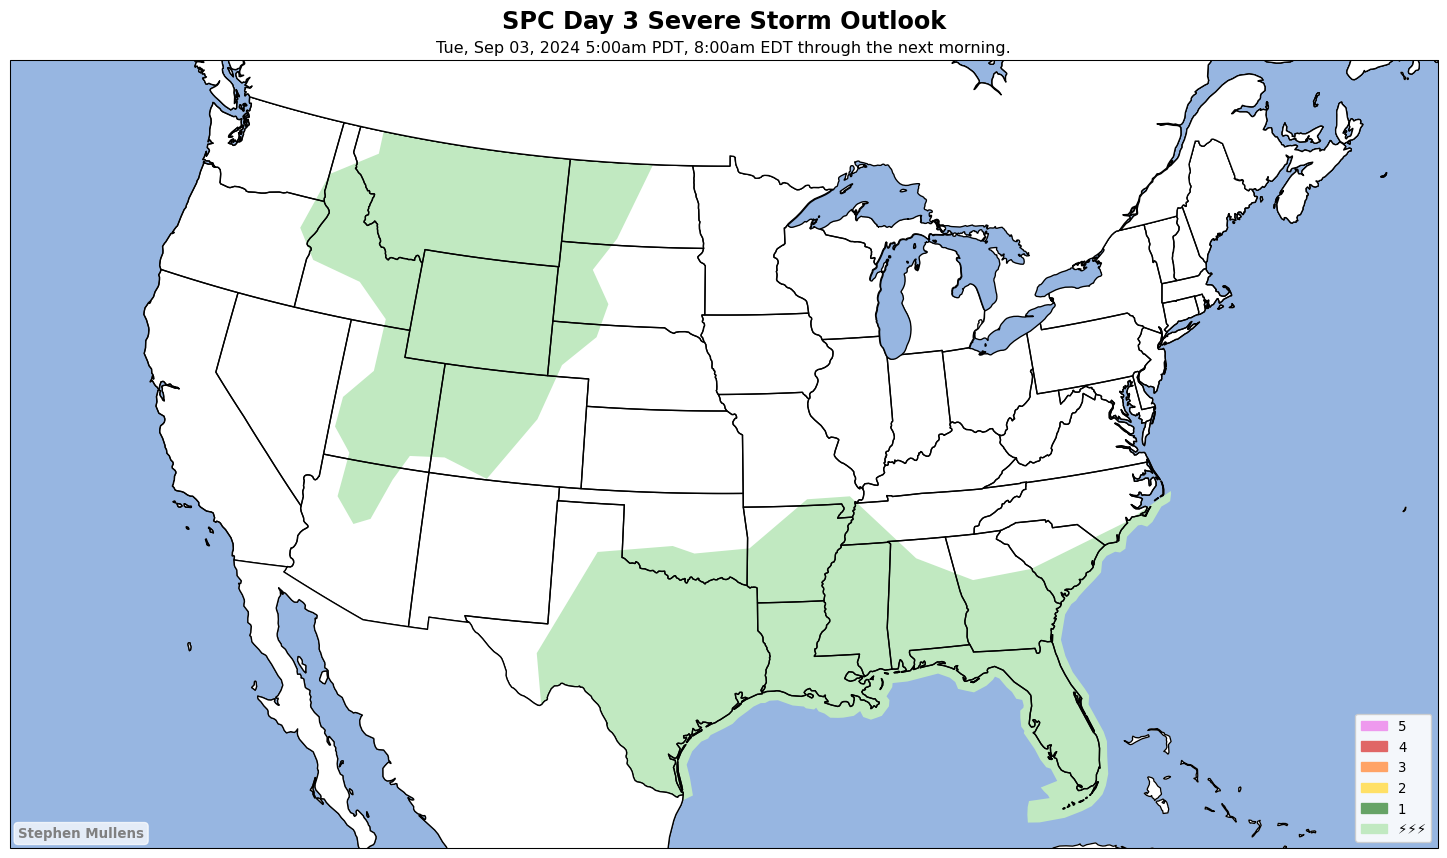 SPC Day 3 Severe Storm Outlook
Tue, Sep 03, 2024 5:00am PDT, 8:00am EDT through the next morning.
5
4
3
2
1
⚡⚡⚡
Stephen Mullens